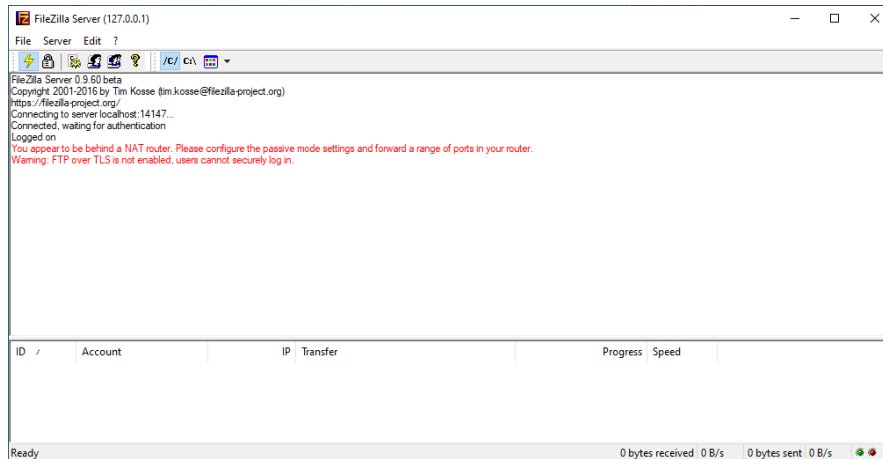 FileZilla Server (127.0.0.1)
File Server Edit ?
/C/ C:\
FileZilla Server 0.9.60 beta
Copyright 2001-2016 by Tim Kosse (tim.kosse@filezilla-project.org)
https://filezilla-project.org/
Connecting to server localhost:14147...
Connected, waiting for authentication
Logged on
You appear to be behind a NAT router. Please configure the passive mode settings and forward a range of ports in your router.
Warning: FTP over TLS is not enabled, users cannot securely log in.
ID / Account IP Transfer Progress Speed
Ready 0 bytes received 0 B/s 0 bytes sent 0 B/s